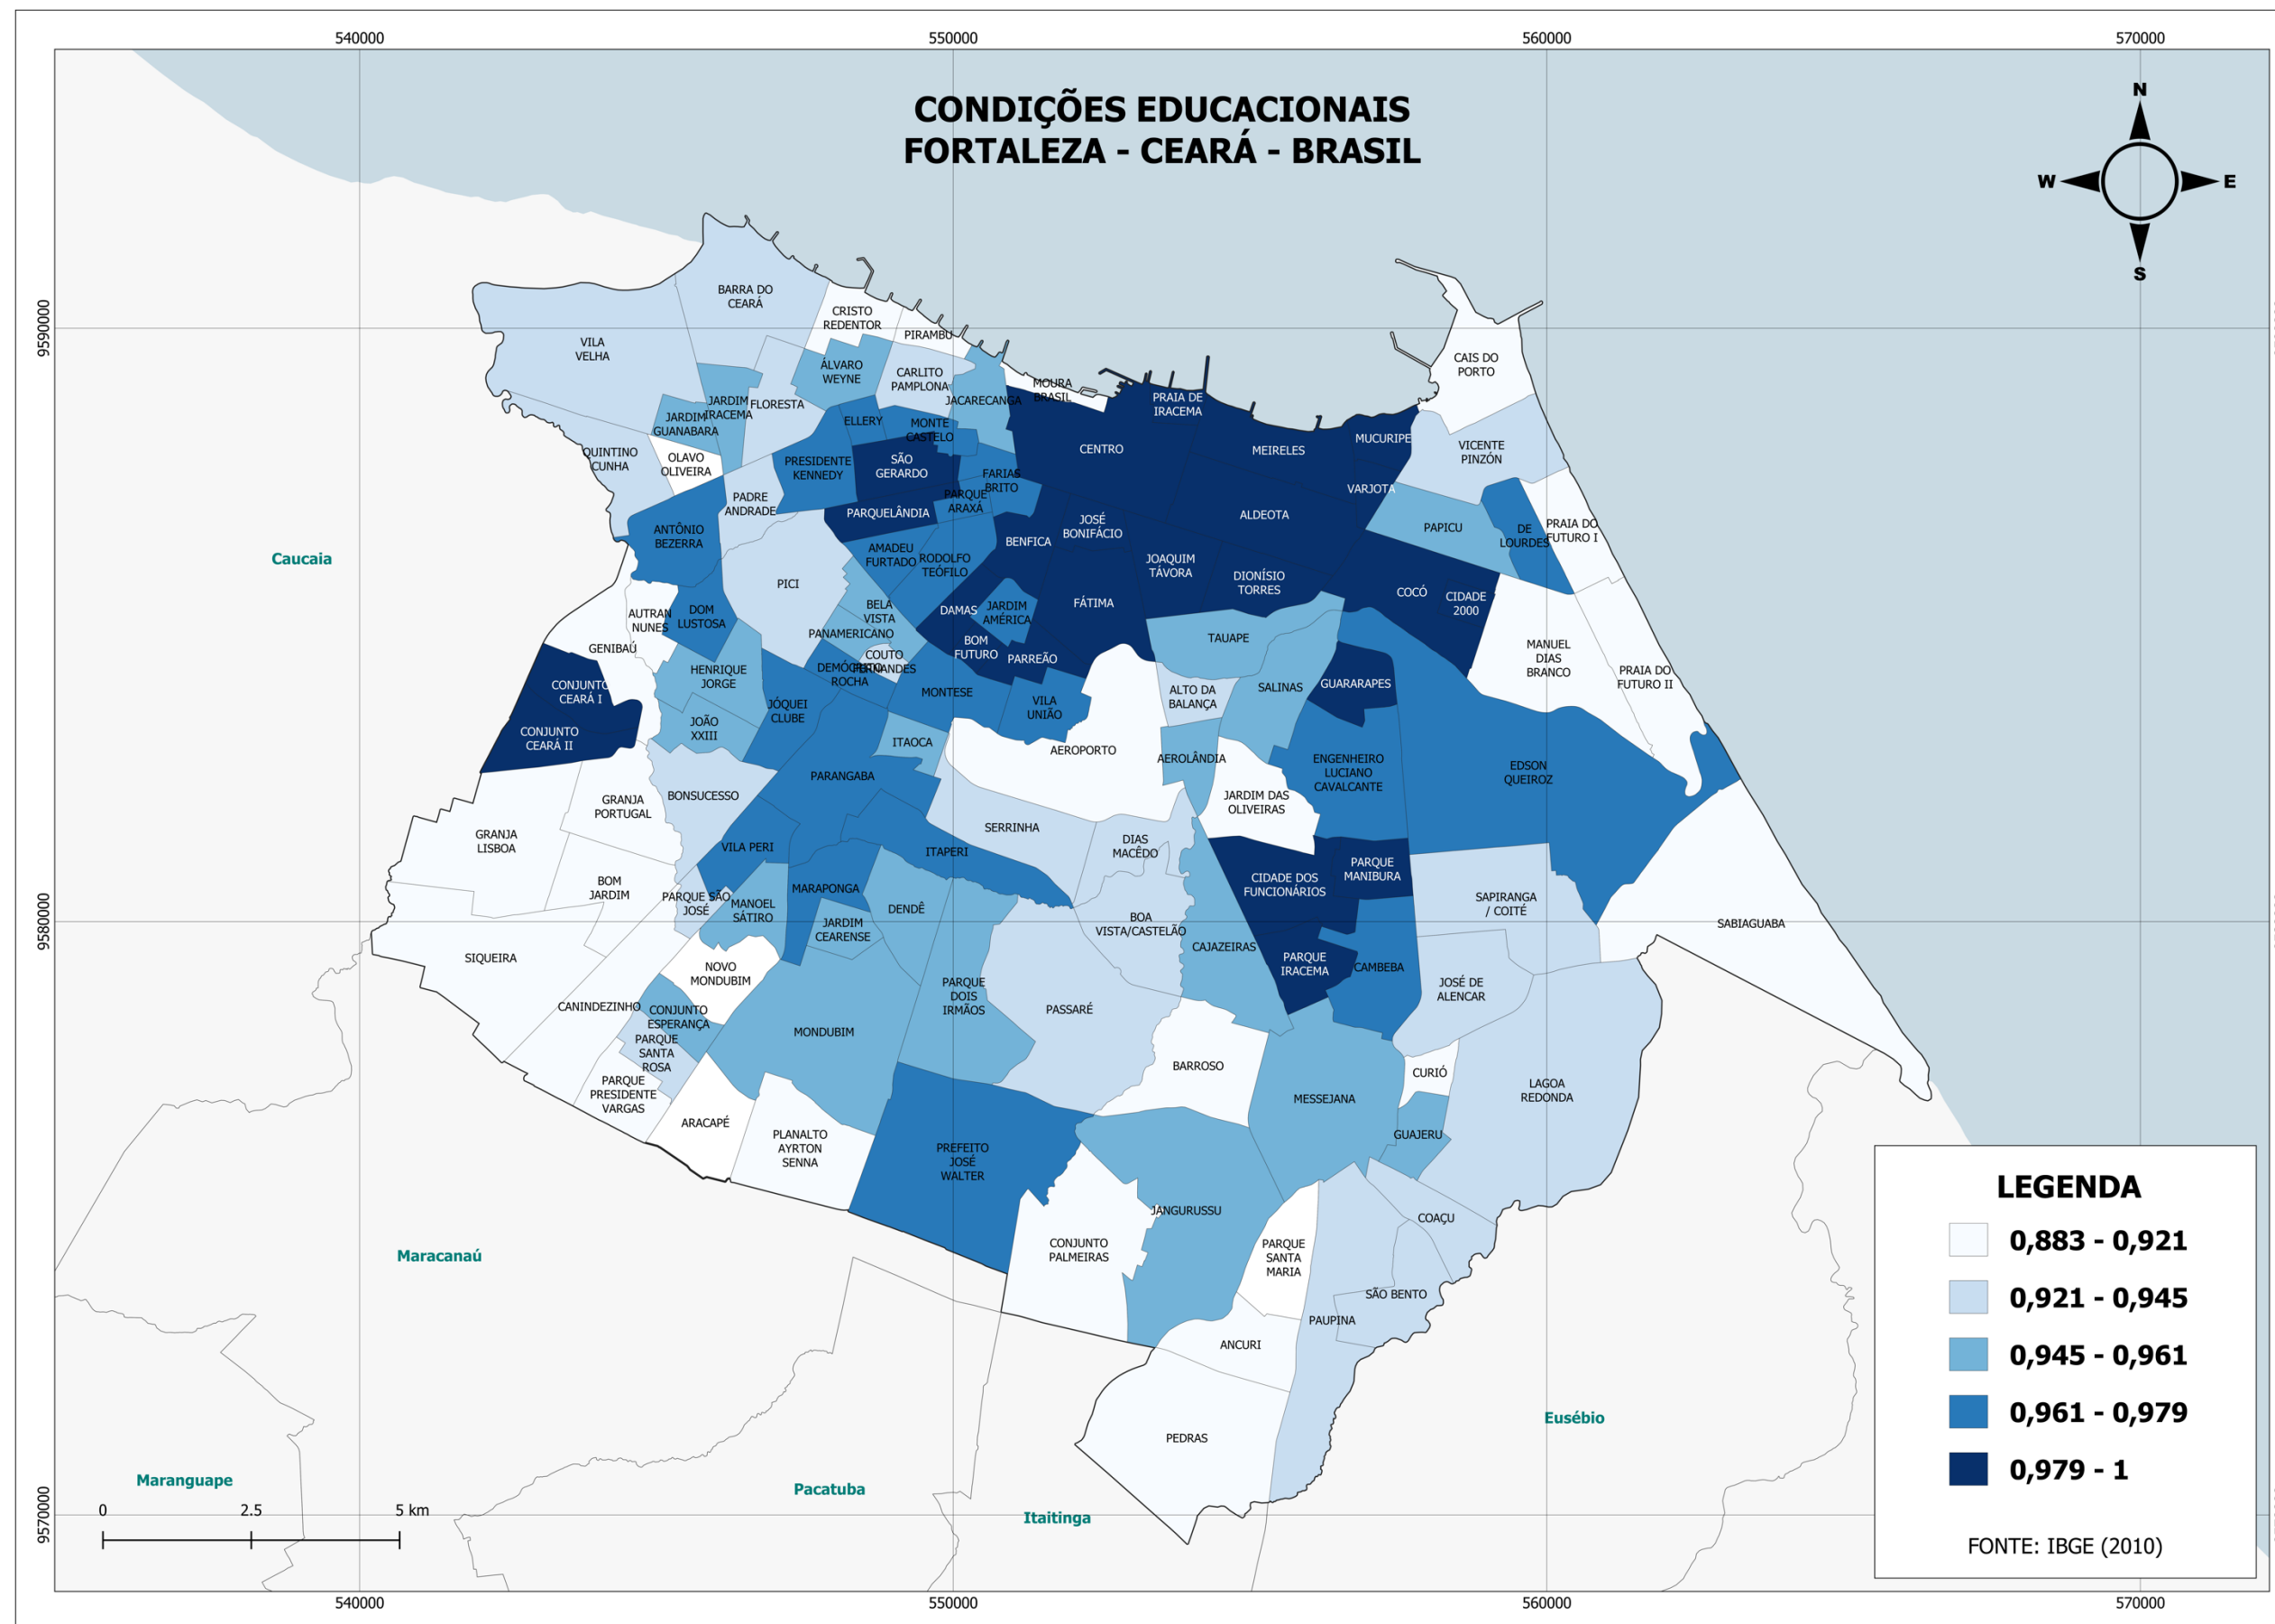 540000
550000
560000
570000
CONDIÇÕES EDUCACIONAIS
FORTALEZA - CEARÁ - BRASIL
N
W
E
S
9590000
9580000
9570000
BARRA DO
CEARÁ
CRISTO
REDENTOR
PIRAMBU
VILA
VELHA
CAIS DO
PORTO
ÁLVARO
WEYNE
CARLITO
PAMPLONA
MOURA
BRASIL
JACARECANGA
JARDIM
IRACEMA
FLORESTA
JARDIM
GUANABARA
PRAIA DE
IRACEMA
ELLERY
MONTE
CASTELO
CENTRO
MEIRELES
MUCURIPE
VICENTE
PINZÓN
QUINTINO
CUNHA
OLAVO
OLIVEIRA
PRESIDENTE
KENNEDY
SÃO
GERARDO
FARIAS
BRITO
VARJOTA
PADRE
ANDRADE
PARQUELÂNDIA
PARQUE
ARAXÁ
JOSÉ
BONIFÁCIO
ALDEOTA
PAPICU
DE
LOURDES
PRAIA DO
FUTURO I
ANTÔNIO
BEZERRA
BENFICA
AMADEU
FURTADO
RODOLFO
TEÓFILO
JOAQUIM
TÁVORA
DIONÍSIO
TORRES
Caucaia
PICI
COCÓ
CIDADE
2000
AUTRAN
NUNES
DOM
LUSTOSA
BELA
VISTA
DAMAS
JARDIM
AMÉRICA
FÁTIMA
GENIBAÚ
PANAMERICANO
BOM
FUTURO
PARREÃO
TAUAPE
MANUEL
DIAS
BRANCO
PRAIA DO
FUTURO II
HENRIQUE
JORGE
COUTO
FERNANDES
DEMÓCRITO
ROCHA
CONJUNTO
CEARÁ I
MONTESE
VILA
UNIÃO
ALTO DA
BALANÇA
SALINAS
GUARARAPES
JÓQUEI
CLUBE
JOÃO
XXIII
CONJUNTO
CEARÁ II
ITAOCA
AEROPORTO
AEROLÂNDIA
ENGENHEIRO
LUCIANO
CAVALCANTE
EDSON
QUEIROZ
PARANGABA
BONSUCESSO
GRANJA
PORTUGAL
JARDIM DAS
OLIVEIRAS
GRANJA
LISBOA
SERRINHA
DIAS
MACÊDO
VILA PERI
ITAPERI
BOM
JARDIM
PARQUE SÃO
JOSÉ
MARAPONGA
CIDADE DOS
FUNCIONÁRIOS
PARQUE
MANIBURA
MANOEL
SÁTIRO
DENDÊ
JARDIM
CEARENSE
BOA
VISTA/CASTELÃO
SAPIRANGA
/ COITÉ
SABIAGUABA
CAJAZEIRAS
SIQUEIRA
NOVO
MONDUBIM
PARQUE
IRACEMA
CAMBEBA
PARQUE
DOIS
IRMÃOS
JOSÉ DE
ALENCAR
CANINDEZINHO
CONJUNTO
ESPERANÇA
PASSARÉ
MONDUBIM
PARQUE
SANTA
ROSA
BARROSO
CURIÓ
PARQUE
PRESIDENTE
VARGAS
LAGOA
REDONDA
MESSEJANA
ARACAPÉ
PLANALTO
AYRTON
SENNA
GUAJERU
PREFEITO
JOSÉ
WALTER
JANGURUSSU
COAÇU
CONJUNTO
PALMEIRAS
PARQUE
SANTA
MARIA
SÃO BENTO
PAUPINA
ANCURI
PEDRAS
Maracanaú
Maranguape
Pacatuba
Itaitinga
Eusébio
0
2.5
5 km
LEGENDA
0,883 - 0,921
0,921 - 0,945
0,945 - 0,961
0,961 - 0,979
0,979 - 1
FONTE: IBGE (2010)
540000
550000
560000
570000